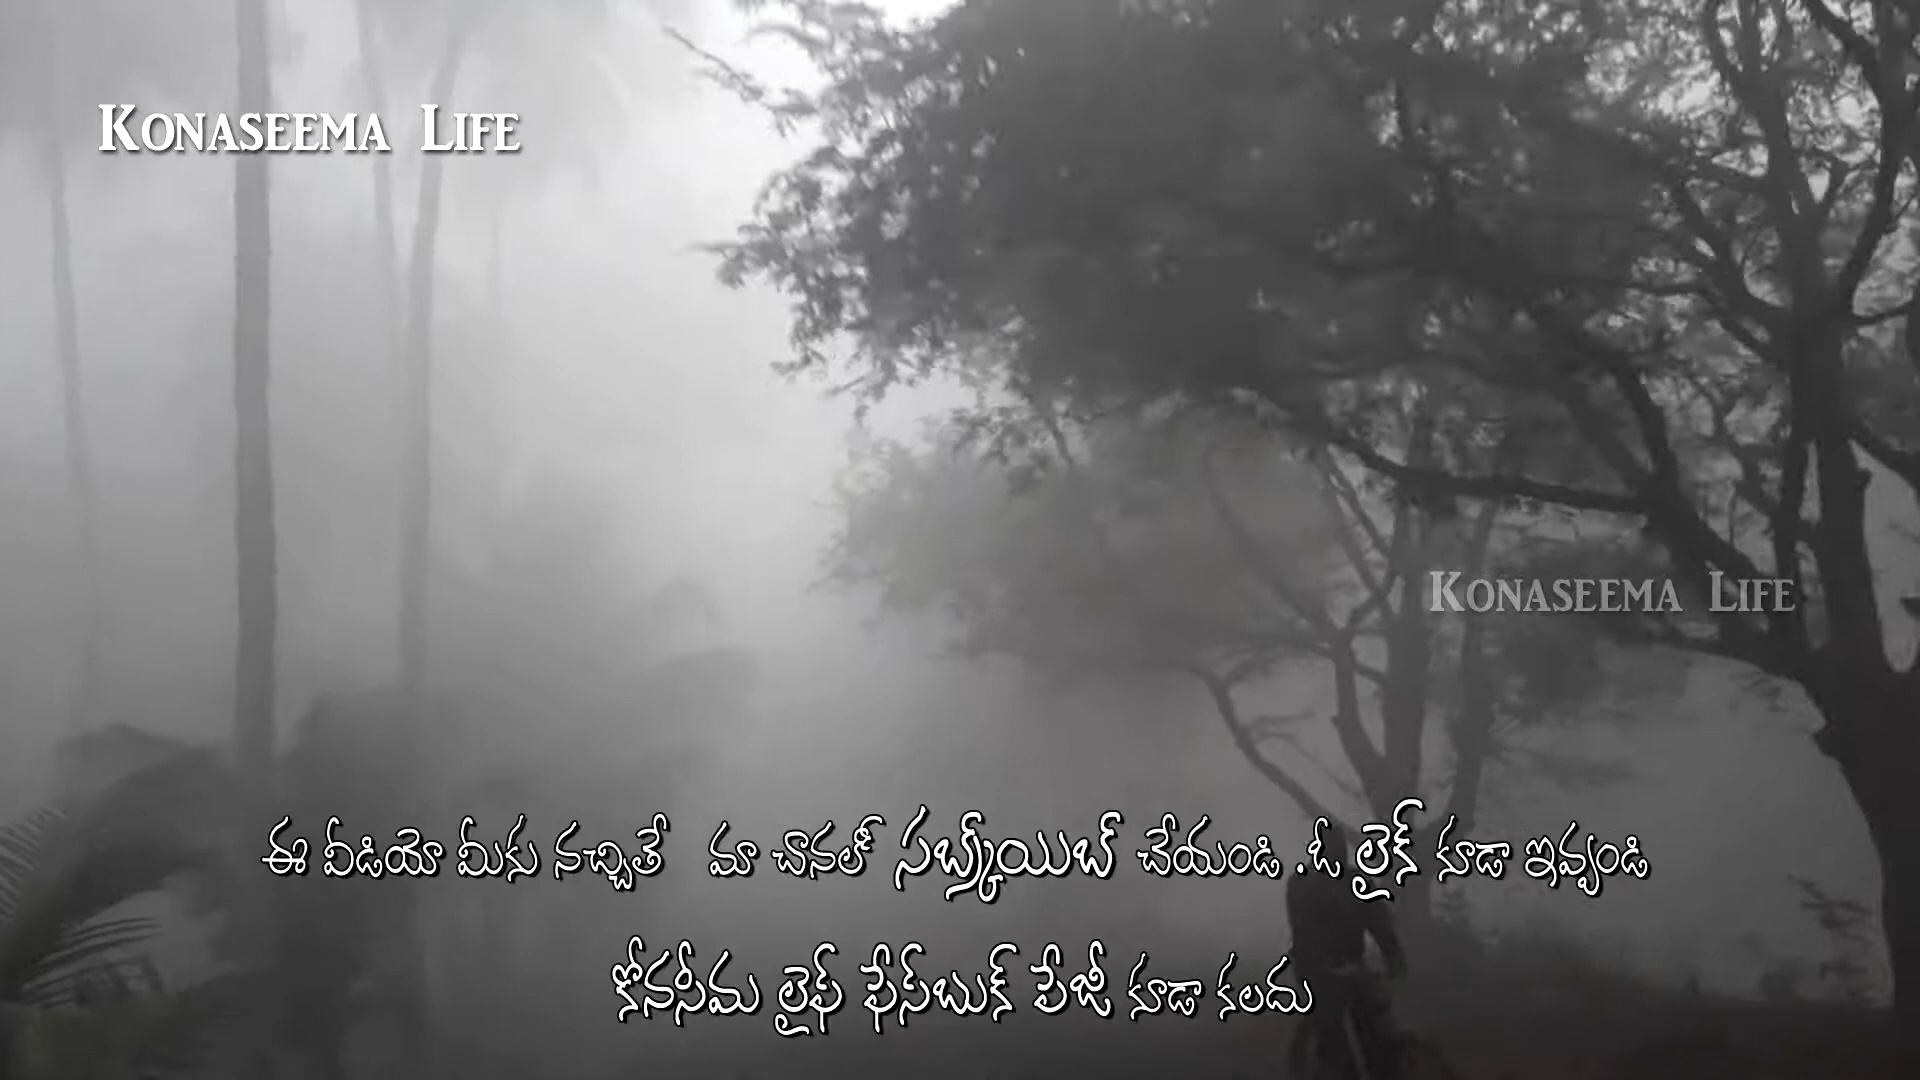 KONASEEMA LIFE
KONASEEMA LIFE
ఈ వీడియో మీకు నచ్చితే మా చానల్ సబ్స్క్రయిబ్ చేయండి .ఓ లైక్ కూడా ఇవ్వండి
కోనసీమ లైఫ్ ఫేస్‌బుక్ పేజీ కూడా కలదు